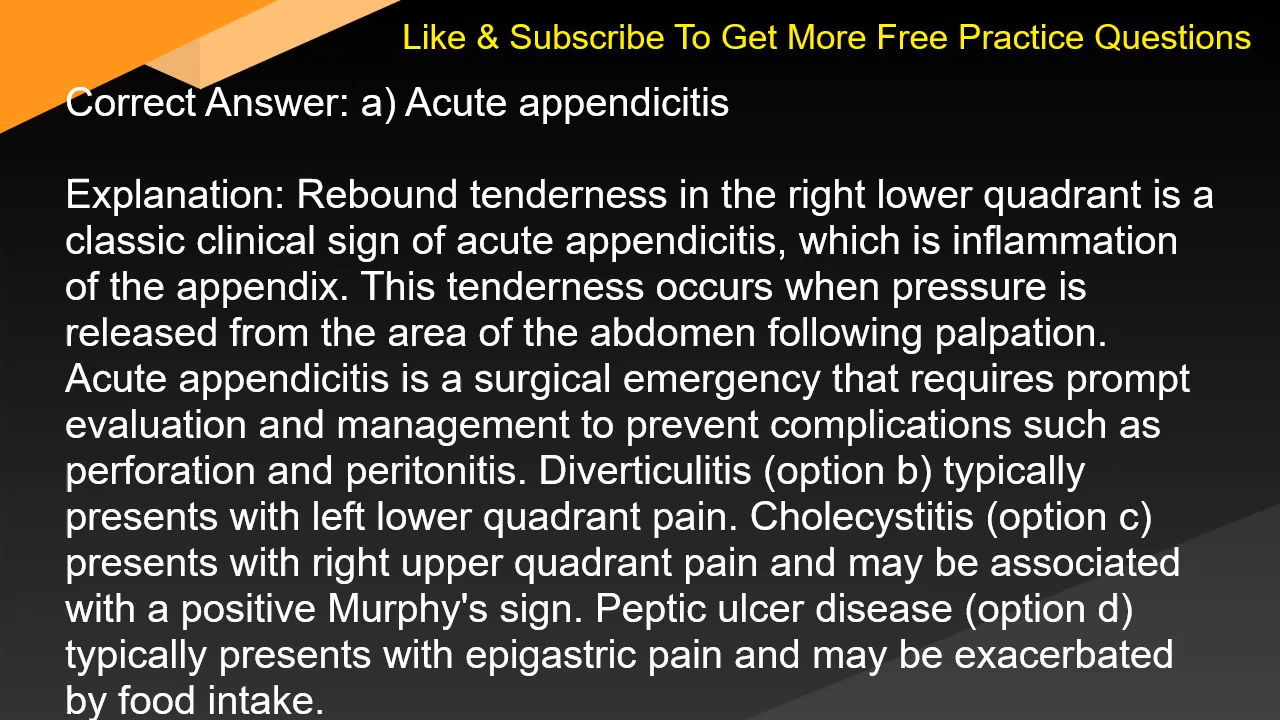 Like & Subscribe To Get More Free Practice Questions
Correct Answer: a) Acute appendicitis
Explanation: Rebound tenderness in the right lower quadrant is a
classic clinical sign of acute appendicitis, which is inflammation
of the appendix. This tenderness occurs when pressure is
released from the area of the abdomen following palpation.
Acute appendicitis is a surgical emergency that requires prompt
evaluation and management to prevent complications such as
perforation and peritonitis. Diverticulitis (option b) typically
presents with left lower quadrant pain. Cholecystitis (option c)
presents with right upper quadrant pain and may be associated
with a positive Murphy's sign. Peptic ulcer disease (option d)
typically presents with epigastric pain and may be exacerbated
by food intake.